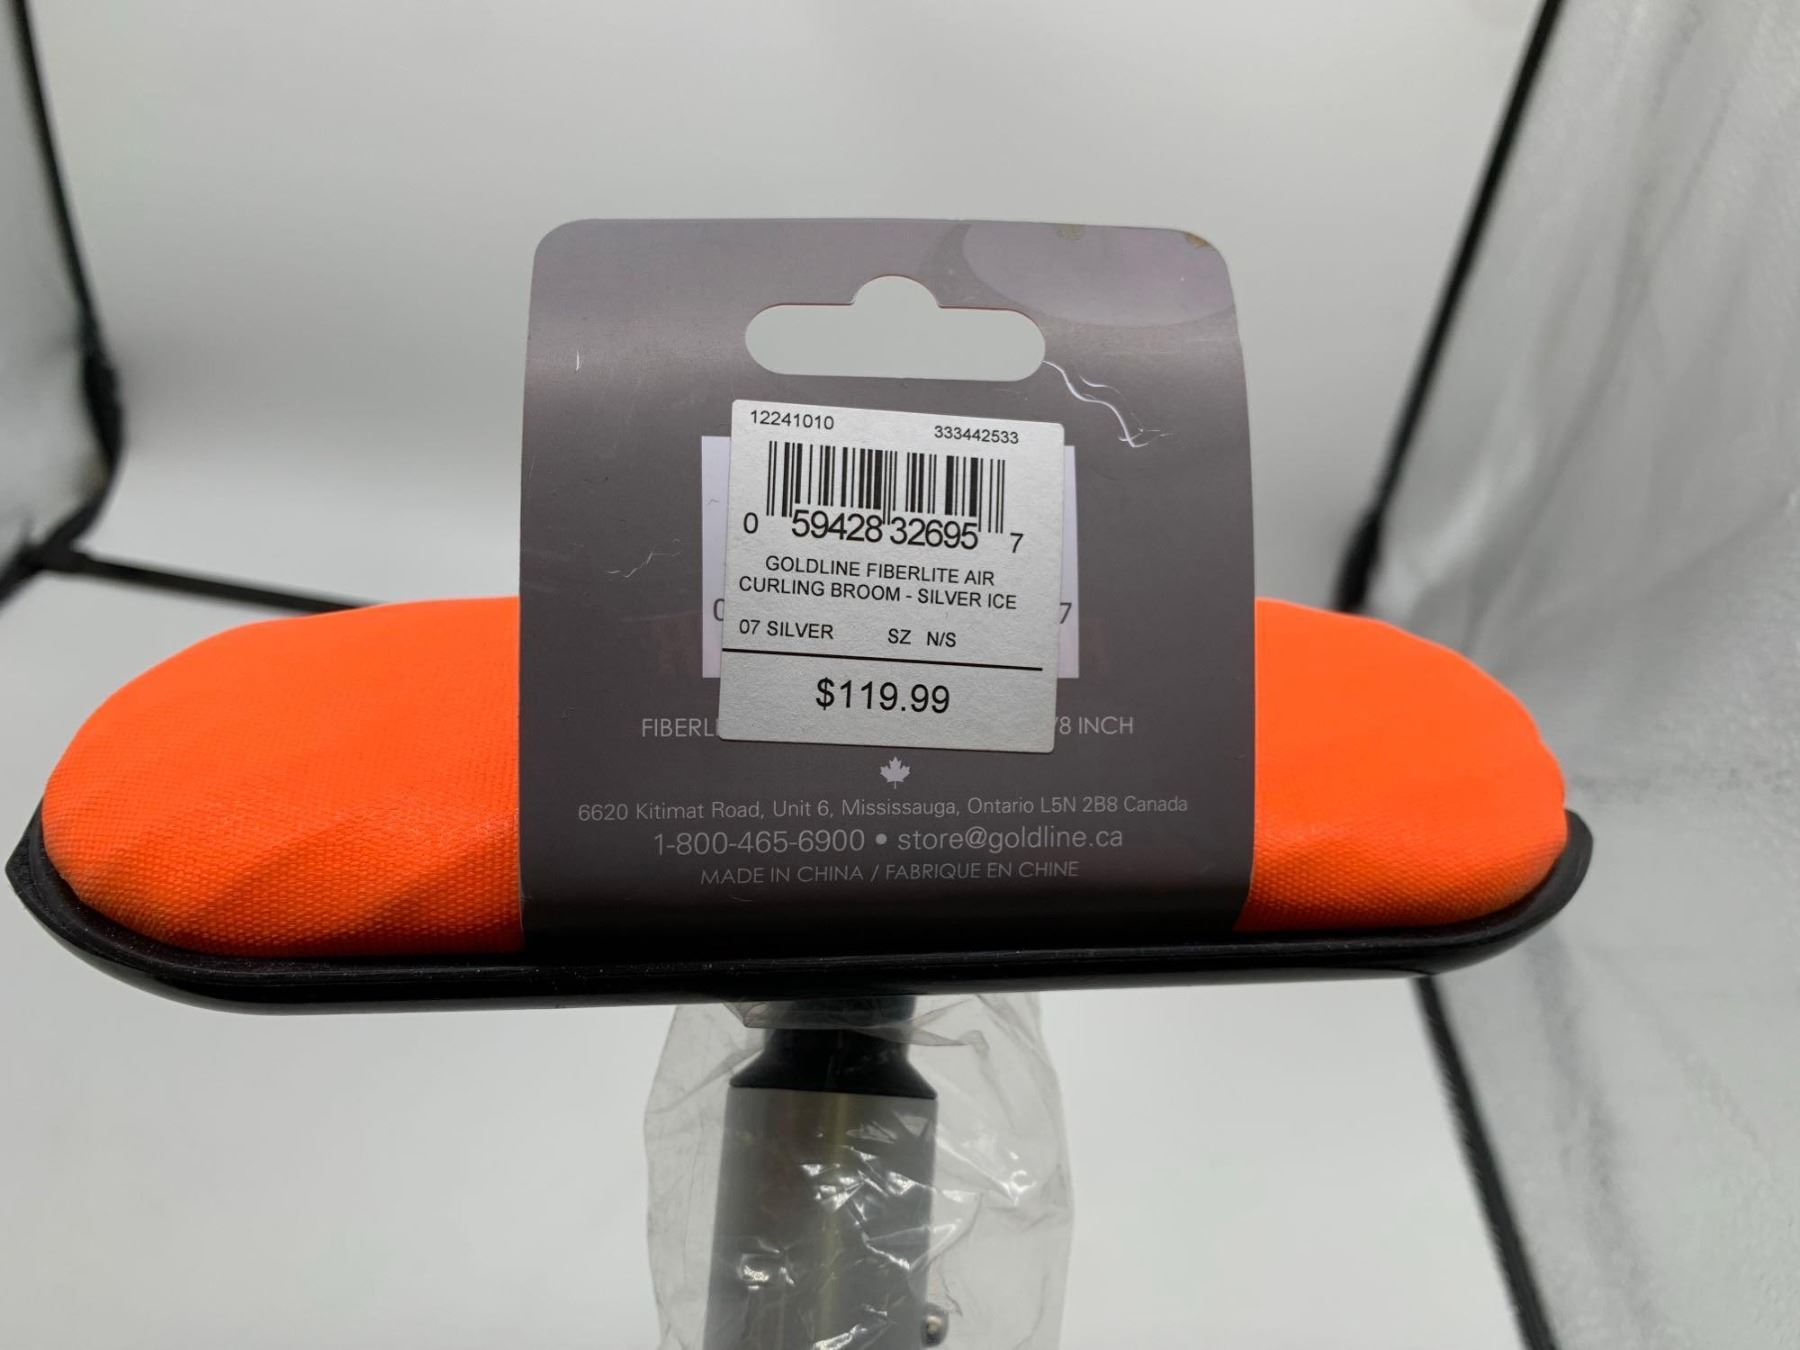 12241010 333442533
0 59428 32695 7
GOLDLINE FIBERLITE AIR
CURLING BROOM - SILVER ICE
07 SILVER SZ N/S
$119.99
0 7
8 INCH
6620 Kitimat Road, Unit 6, Mississauga, Ontario L5N 2B8 Canada
1-800-465-6900 • store@goldline.ca
MADE IN CHINA / FABRIQUE EN CHINE